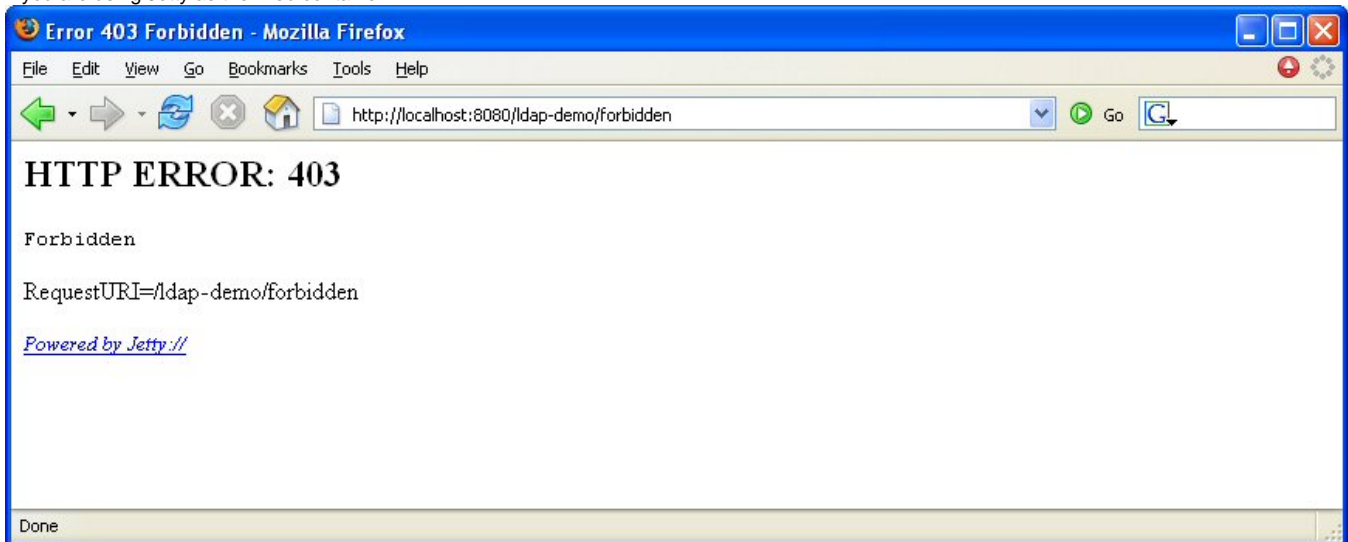 Error 403 Forbidden - Mozilla Firefox
File Edit View Go Bookmarks Tools Help
http://localhost:8080/ldap-demo/forbidden Go G
HTTP ERROR: 403
Forbidden
RequestURI=/ldap-demo/forbidden
Powered by Jetty://
Done